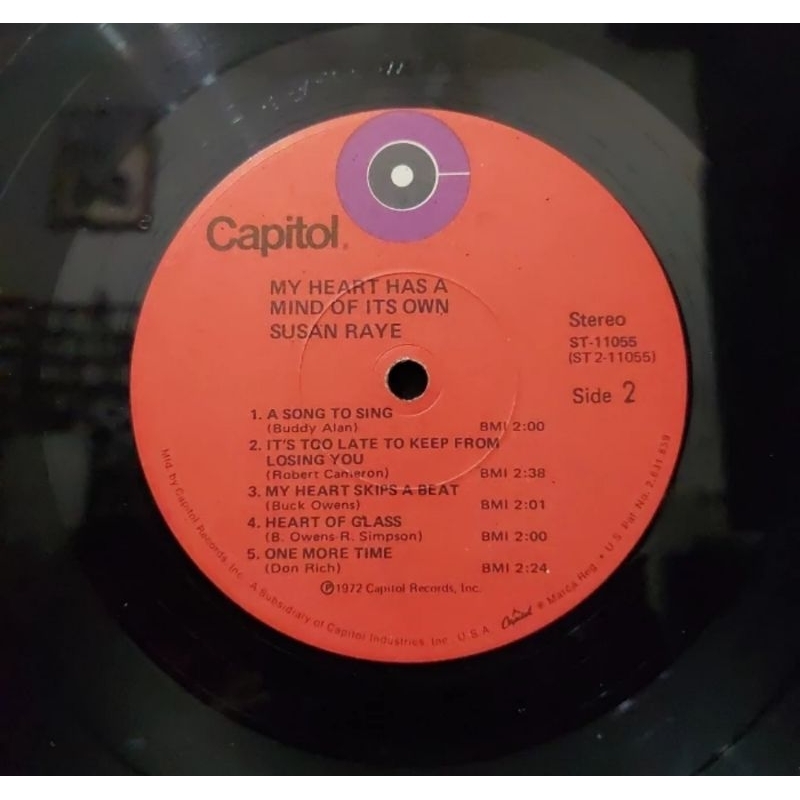 Capitol®
MY HEART HAS A
MIND OF ITS OWN
SUSAN RAYE
Stereo
ST-11055
(ST2-11055)
Side 2
1. A SONG TO SING
(Buddy Alan) BMI 2:00
2. IT'S TOO LATE TO KEEP FROM
LOSING YOU
(Robert Cameron) BMI 2:38
3. MY HEART SKIPS A BEAT
(Buck Owens) BMI 2:01
4. HEART OF GLASS
(B. Owens-R. Simpson) BMI 2:00
5. ONE MORE TIME
(Don Rich) BMI 2:24
℗1972 Capitol Records, Inc.
Mfd. by Capitol Records, Inc. A Subsidiary of Capitol Industries, Inc., U.S.A. Capitol ® Marca Reg. • U.S. Pat. No. 2,631,859